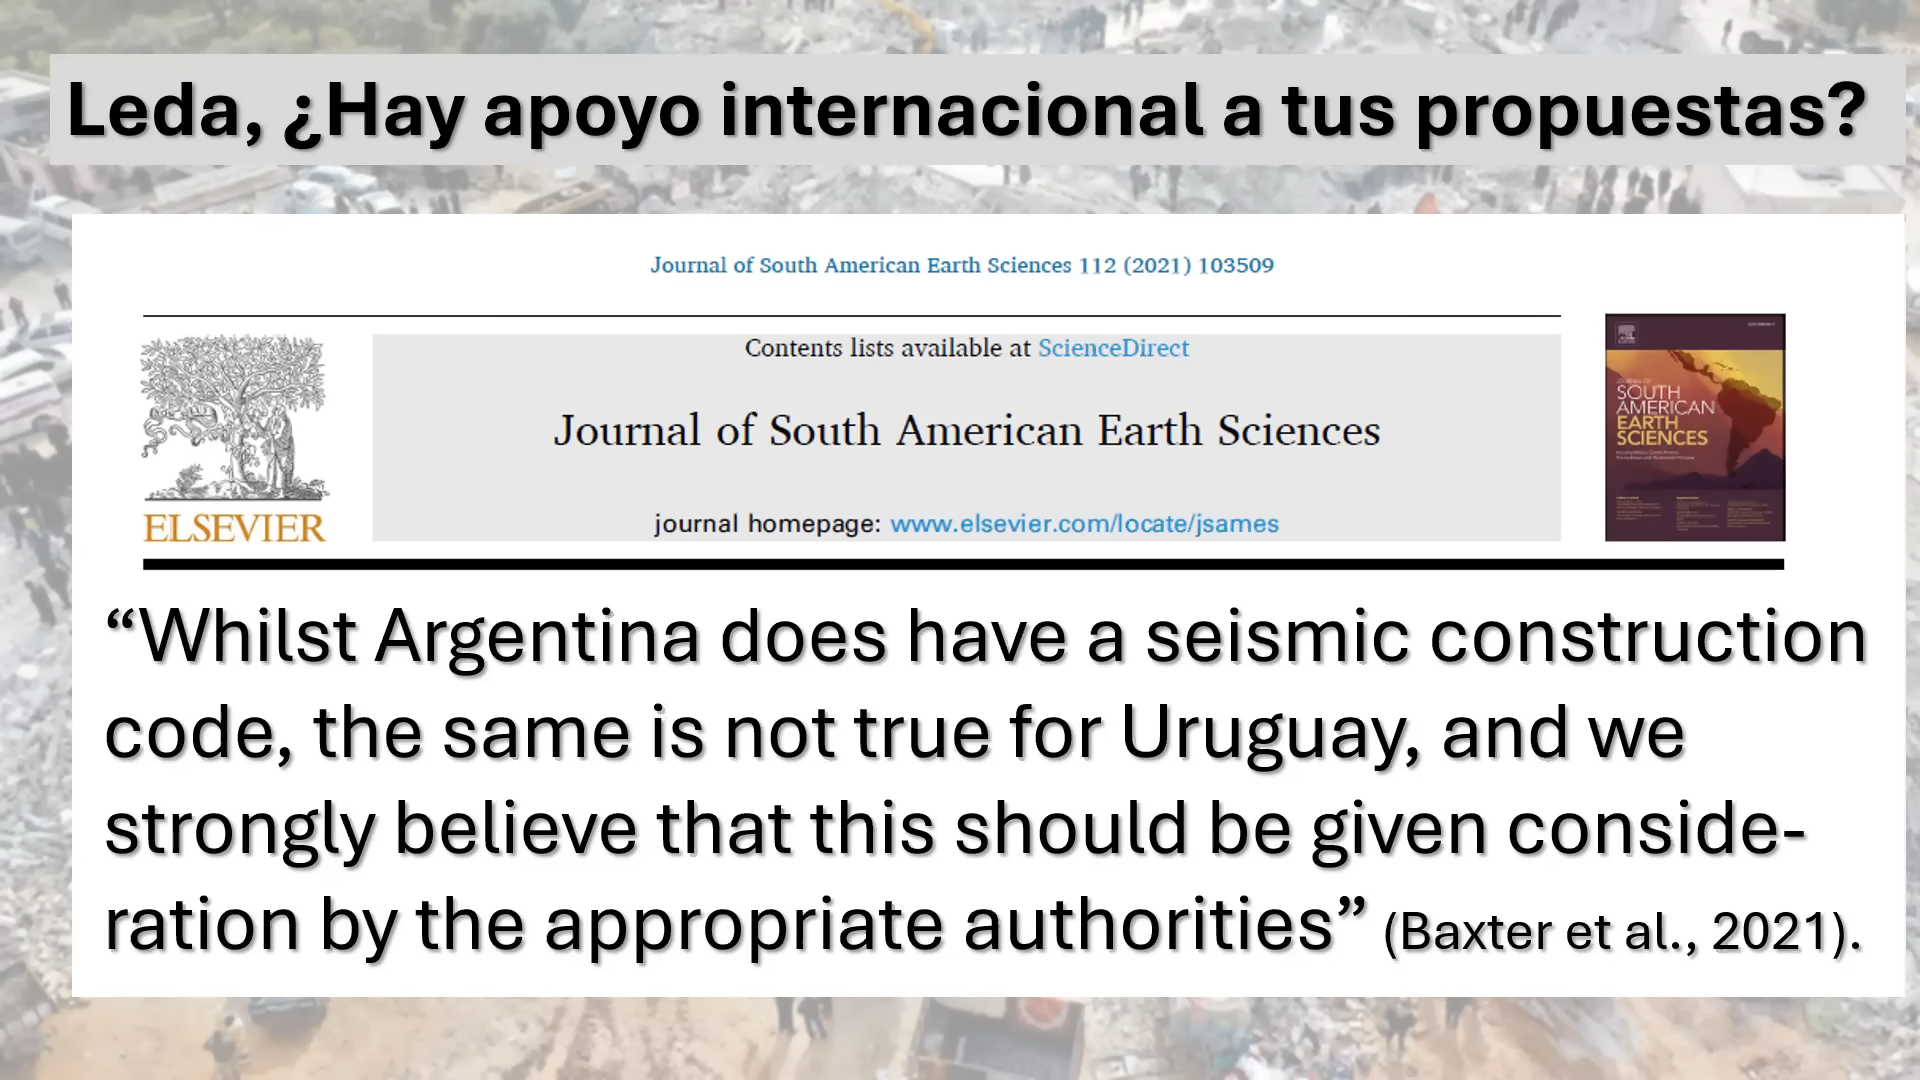 Leda, ¿Hay apoyo internacional a tus propuestas?
Journal of South American Earth Sciences 112 (2021) 103509
Contents lists available at ScienceDirect
Journal of South American Earth Sciences
journal homepage: www.elsevier.com/locate/jsames
ELSEVIER
JOURNAL OF
SOUTH
AMERICAN
EARTH
SCIENCES
“Whilst Argentina does have a seismic construction
code, the same is not true for Uruguay, and we
strongly believe that this should be given conside-
ration by the appropriate authorities” (Baxter et al., 2021).